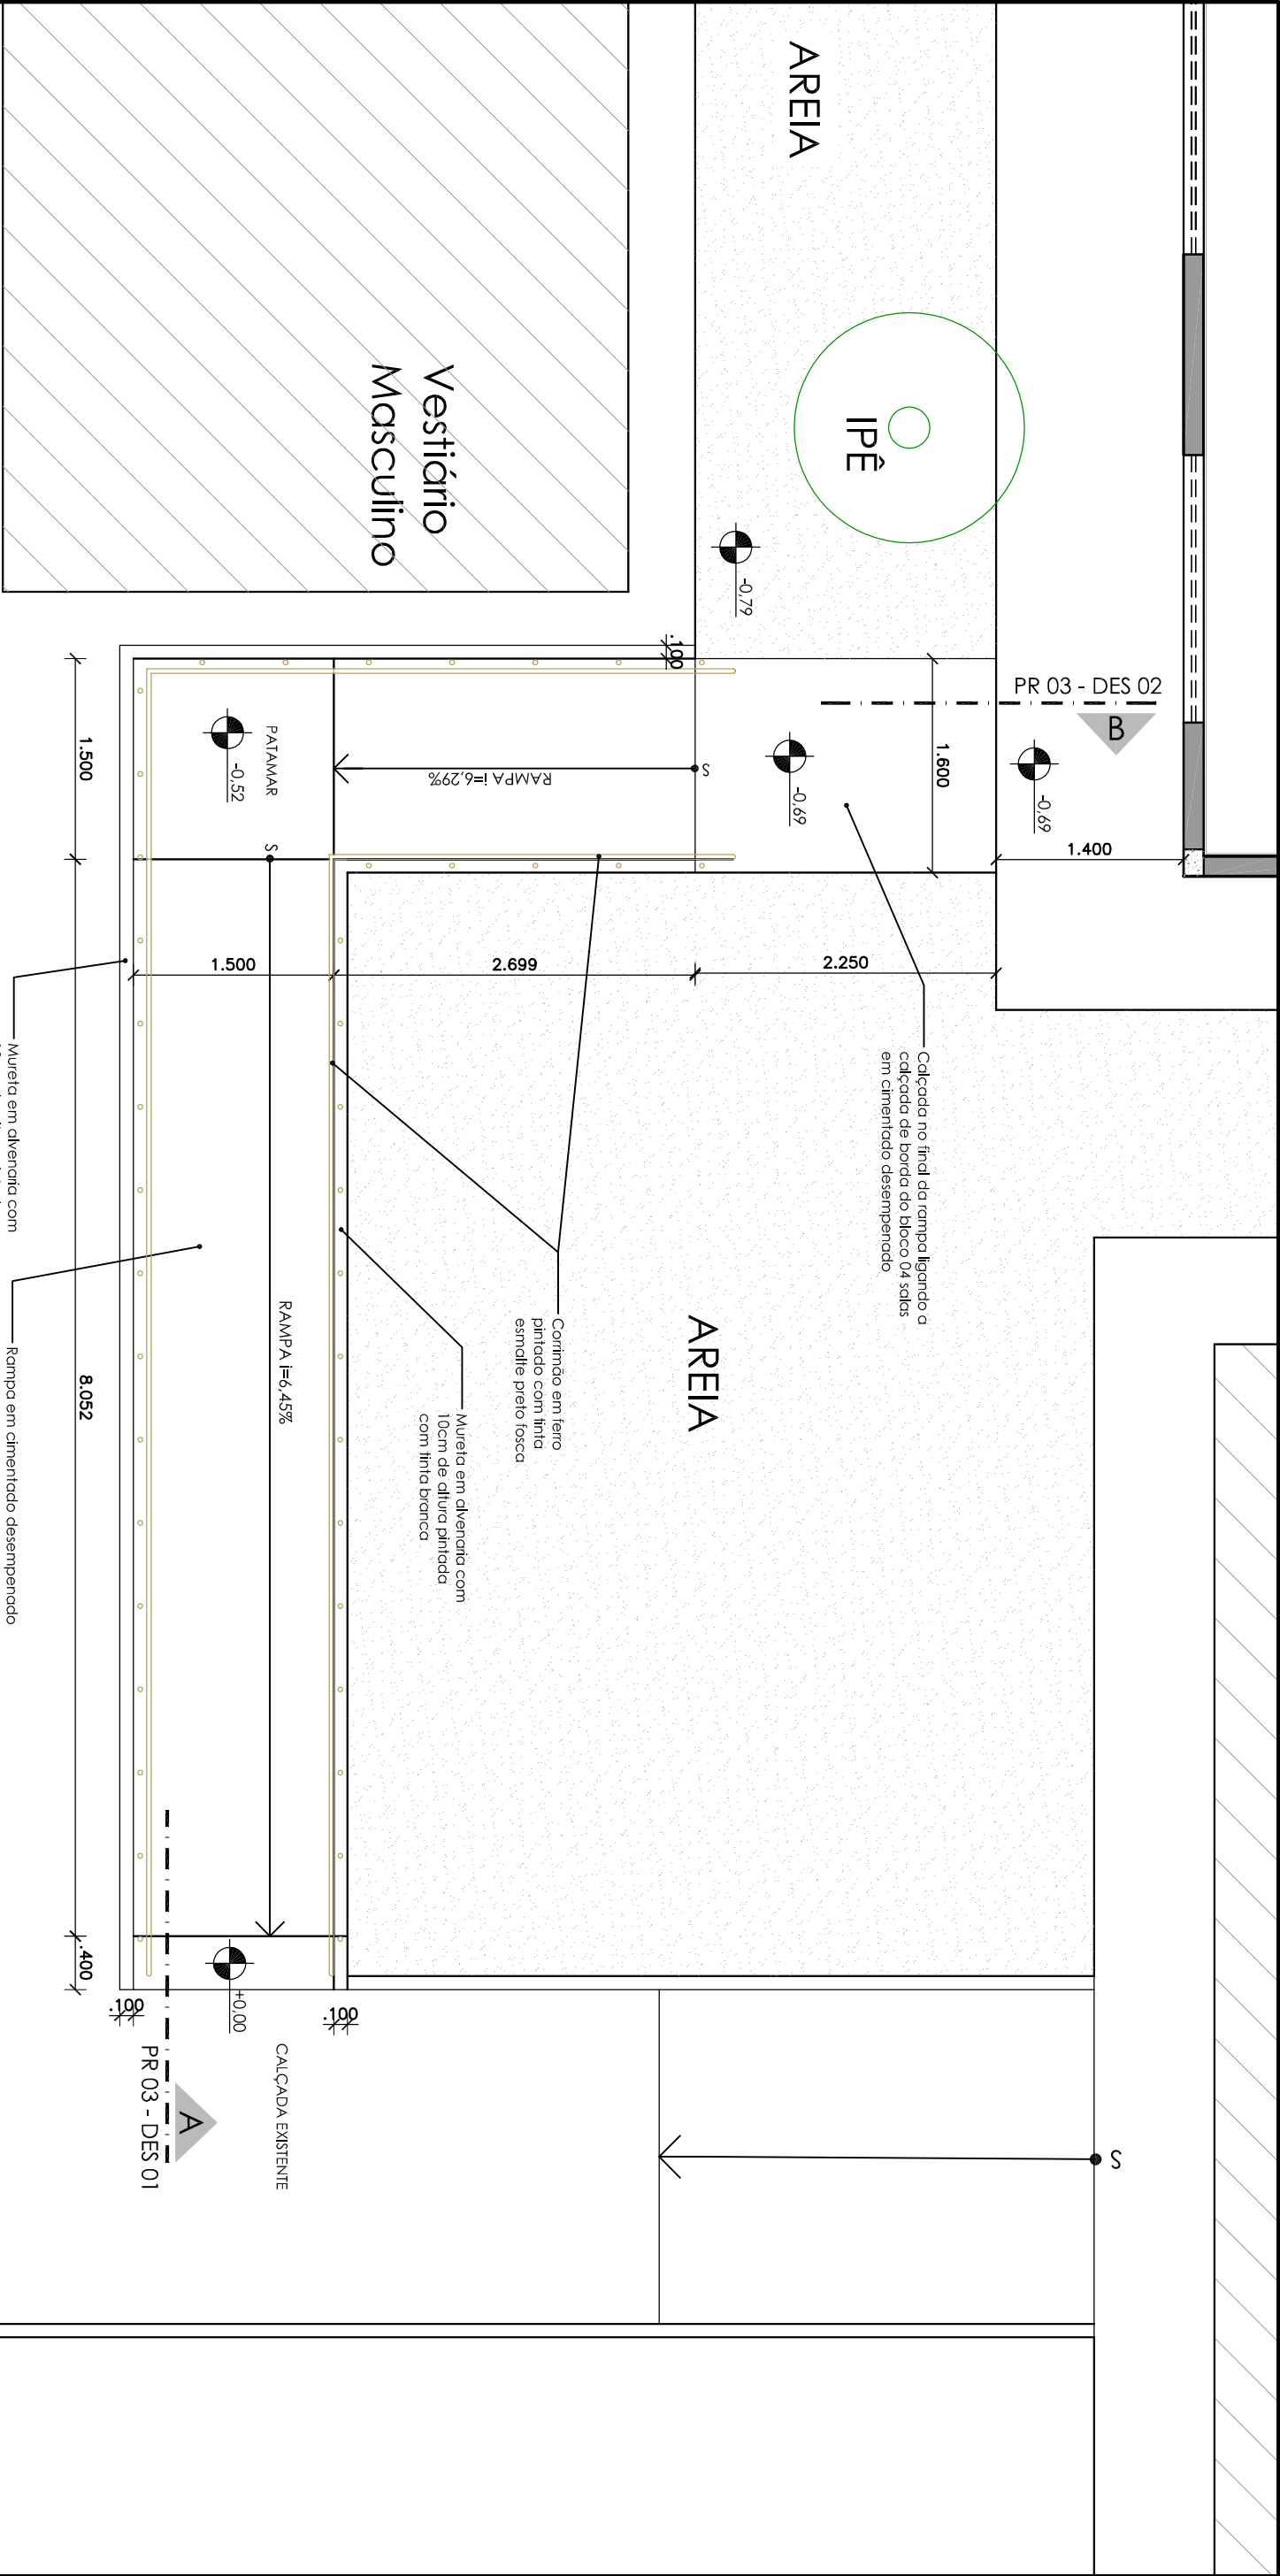 AREIA
IPÊ
-0,79
Vestiário
Masculino
PR 03 - DES 02
B
-0,69
-0,69
1.600
1.400
.100
S
RAMPA i=6,29%
PATAMAR
-0,52
1.500
S
1.500
2.699
2.250
Calçada no final da rampa ligando a
calçada de borda do bloco 04 salas
em cimentado desempenado
AREIA
Corrimão em ferro
pintado com tinta
esmalte preto fosca
Mureta em alvenaria com
10cm de altura pintada
com tinta branca
RAMPA i=6,45%
8.052
Mureta em alvenaria com
Rampa em cimentado desempenado
.400
+0,00
.100
.100
CALÇADA EXISTENTE
A
PR 03 - DES 01
S